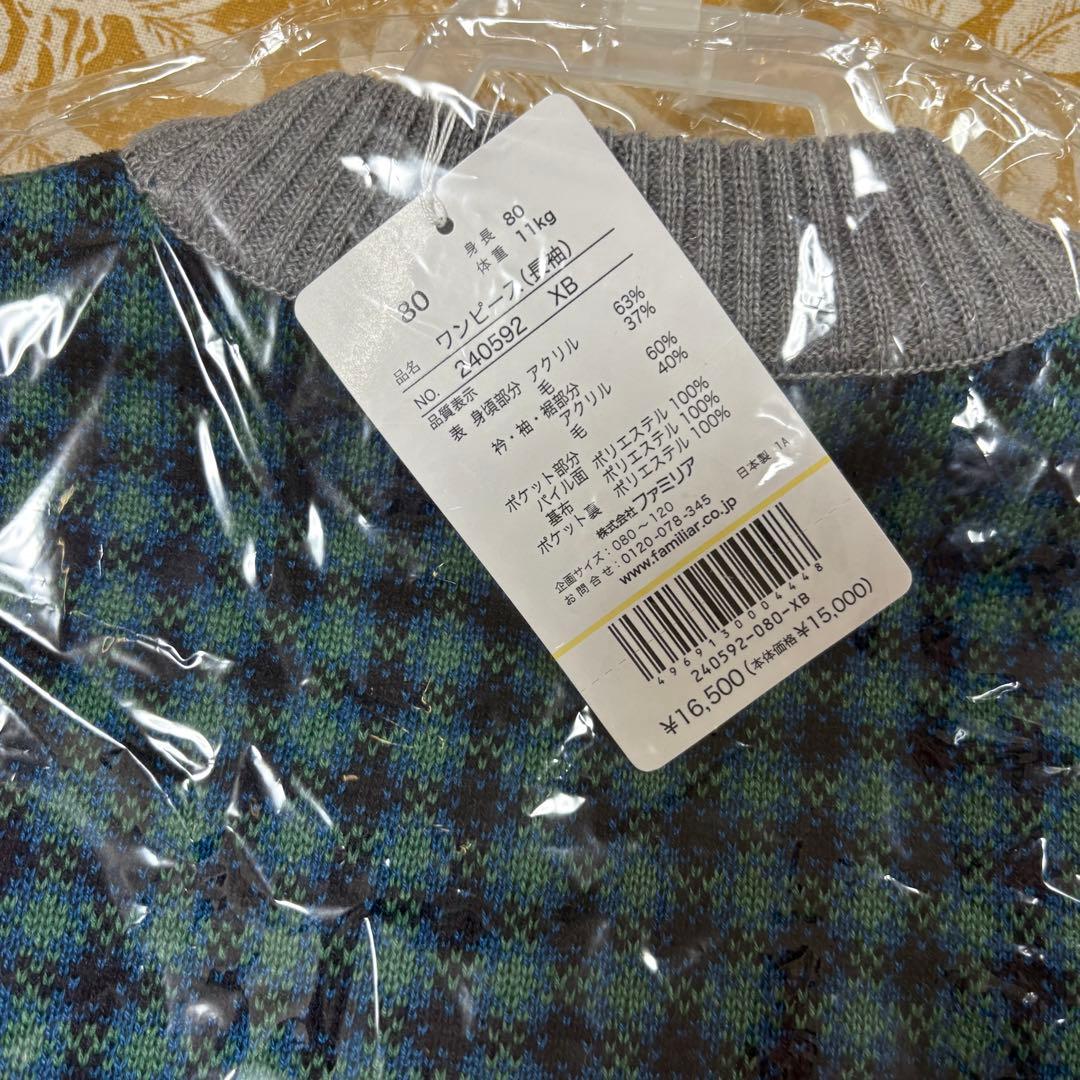 80
身長 80
体重 11kg
品名 ワンピース(長袖)
NO. 240592 XB
品質表示
表 身頃部分 アクリル 63%
毛 37%
衿・袖・裾部分
アクリル 60%
毛 40%
ポケット部分
パイル面 ポリエステル 100%
基布 ポリエステル 100%
ポケット裏 ポリエステル 100%
株式会社ファミリア 日本製 1A
企画サイズ:080〜120
お問合せ:0120-078-345
www.familiar.co.jp
4969130004448
240592-080-XB
¥16,500(本体価格¥15,000)